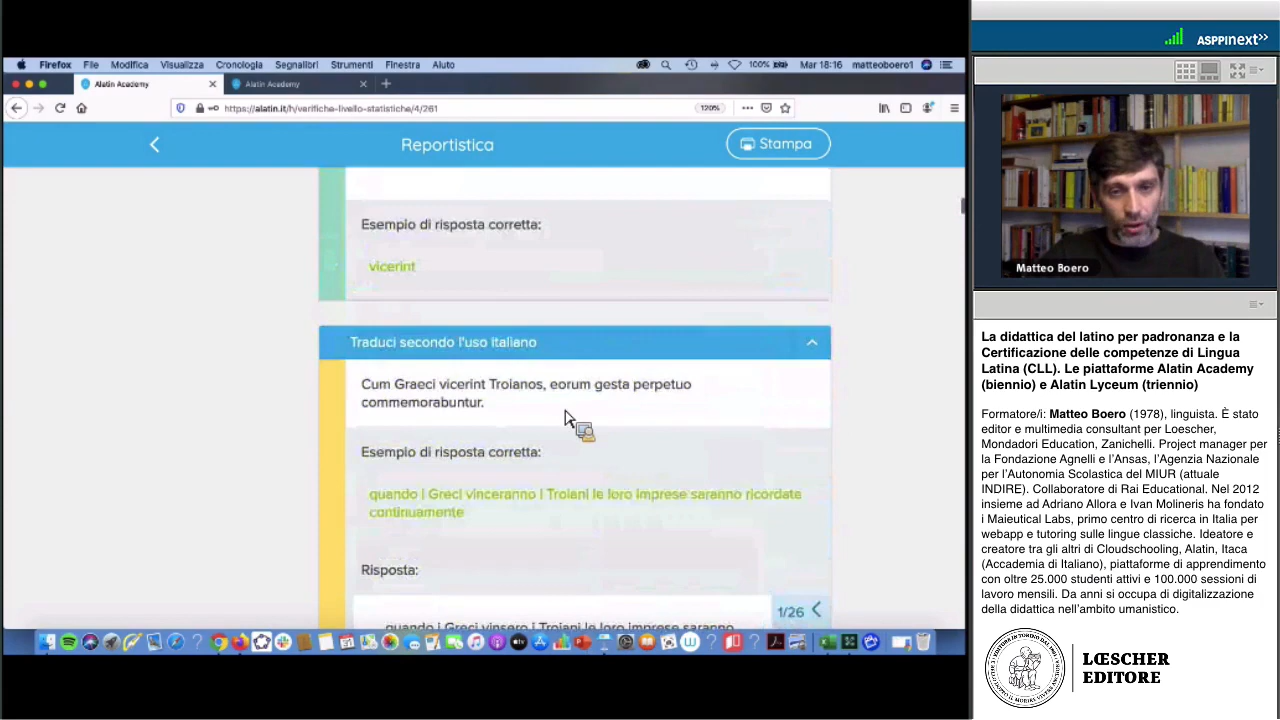 Firefox File Modifica Visualizza Cronologia Segnalibri Strumenti Finestra Aiuto
100% Mar 18:16 matteoboero1
Alatin Academy
Alatin Academy
https://alatin.it/h/verifiche-livello-statistiche/4/261
120%
Reportistica
Stampa
Esempio di risposta corretta:
vicerint
Traduci secondo l'uso italiano
Cum Graeci vicerint Troianos, eorum gesta perpetuo
commemorabuntur.
Esempio di risposta corretta:
quando i Greci vinceranno i Troiani le loro imprese saranno ricordate
continuamente
Risposta:
1/26
quando i Greci vinsero i Troiani le loro imprese saranno
ASPPInext»
Matteo Boero
La didattica del latino per padronanza e la
Certificazione delle competenze di Lingua
Latina (CLL). Le piattaforme Alatin Academy
(biennio) e Alatin Lyceum (triennio)
Formatore/i: Matteo Boero (1978), linguista. È stato
editor e multimedia consultant per Loescher,
Mondadori Education, Zanichelli. Project manager per
la Fondazione Agnelli e l'Ansas, l'Agenzia Nazionale
per l'Autonomia Scolastica del MIUR (attuale
INDIRE). Collaboratore di Rai Educational. Nel 2012
insieme ad Adriano Allora e Ivan Molineris ha fondato
i Maieutical Labs, primo centro di ricerca in Italia per
webapp e tutoring sulle lingue classiche. Ideatore e
creatore tra gli altri di Cloudschooling, Alatin, Itaca
(Accademia di Italiano), piattaforme di apprendimento
con oltre 25.000 studenti attivi e 100.000 sessioni di
lavoro mensili. Da anni si occupa di digitalizzazione
della didattica nell'ambito umanistico.
LŒSCHER
EDITORE